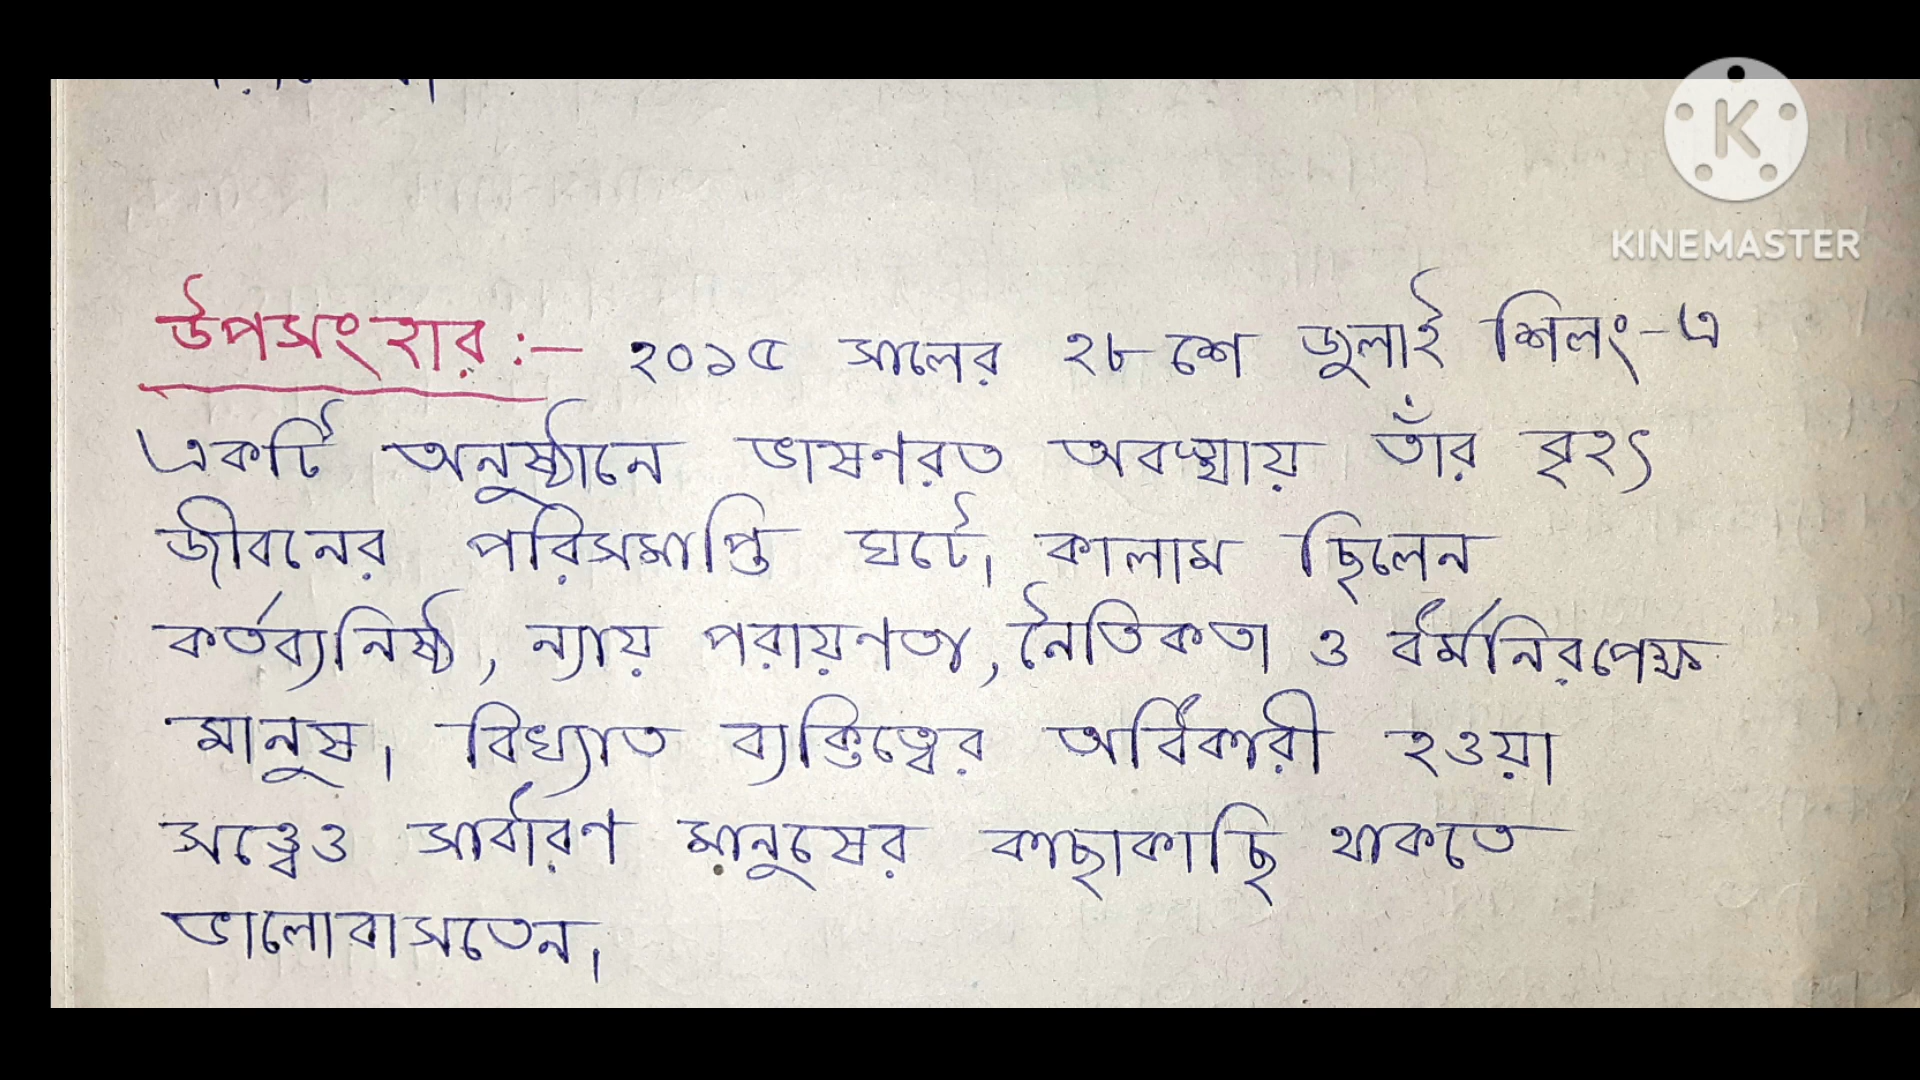 K
KINEMASTER
উপসংহার :- ২০১৫ সালের ২৮ শে জুলাই শিলং-এ
একটি অনুষ্ঠানে ভাষণরত অবস্থায় তাঁর বৃহৎ
জীবনের পরিসমাপ্তি ঘটে। কালাম ছিলেন
কর্তব্যনিষ্ঠ, ন্যায় পরায়ণতা, নৈতিকতা ও ধর্মনিরপেক্ষ
মানুষ। বিখ্যাত ব্যক্তিত্বের অধিকারী হওয়া
সত্ত্বেও সাধারণ মানুষের কাছাকাছি থাকতে
ভালোবাসতেন।